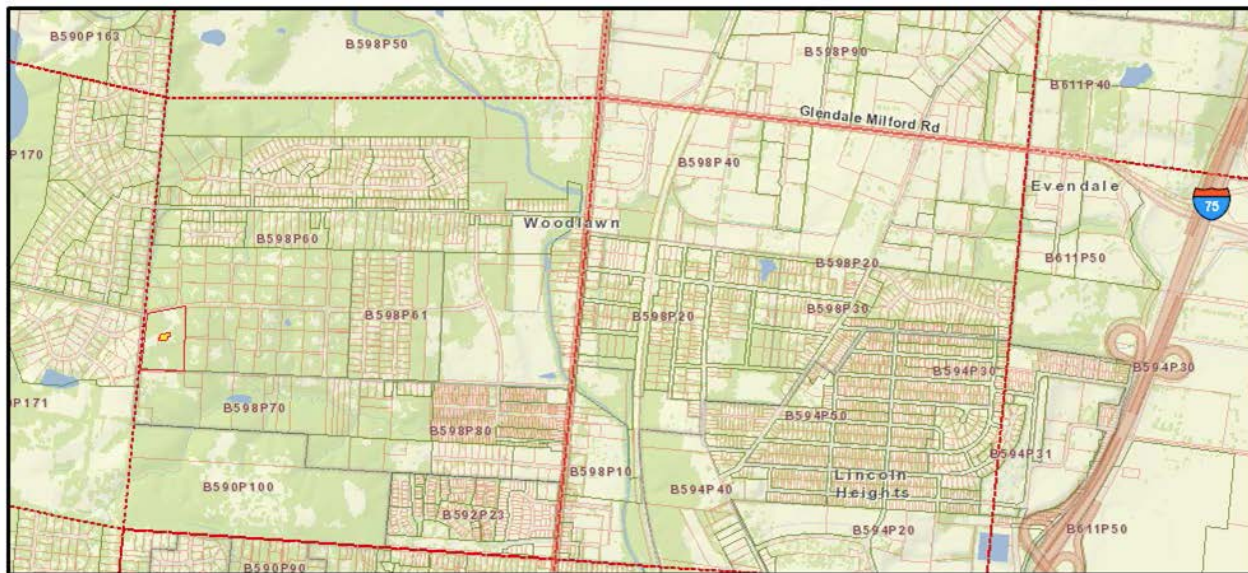 B590P163
B598P50
B598P90
B611P40
Glendale Milford Rd
P170
B598P40
Evendale
75
Woodlawn
B598P60
B598P20
B611P50
B598P61
B598P20
B598P30
B594P30
B594P30
P171
B598P70
B594P50
B598P80
B594P31
B598P10
Lincoln
Heights
B590P100
B594P40
B592P23
B594P20
B611P50
B590P90